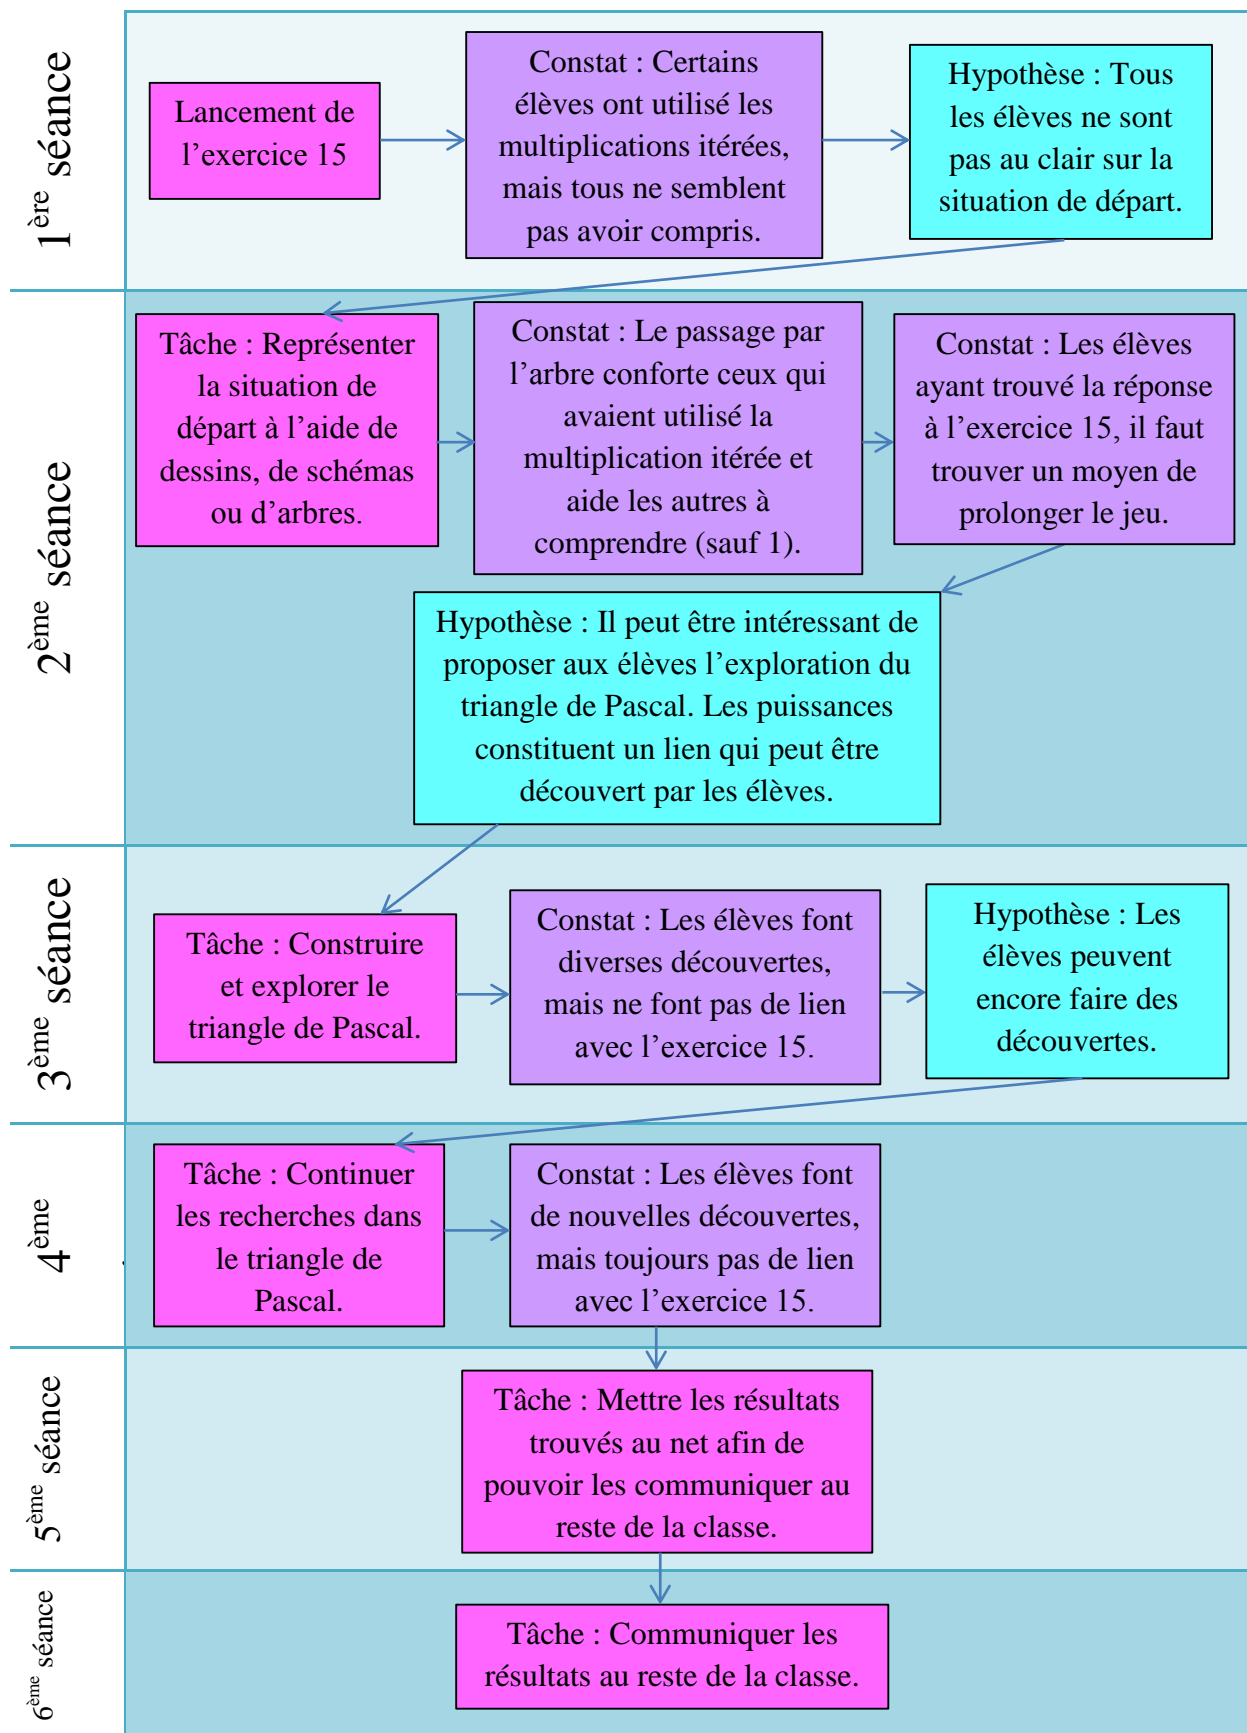 1ère séance
Lancement de
l’exercice 15
Constat : Certains
élèves ont utilisé les
multiplications itérées,
mais tous ne semblent
pas avoir compris.
Hypothèse : Tous
les élèves ne sont
pas au clair sur la
situation de départ.
2ème séance
Tâche : Représenter
la situation de
départ à l’aide de
dessins, de schémas
ou d’arbres.
Constat : Le passage par
l’arbre conforte ceux qui
avaient utilisé la
multiplication itérée et
aide les autres à
comprendre (sauf 1).
Constat : Les élèves
ayant trouvé la réponse
à l’exercice 15, il faut
trouver un moyen de
prolonger le jeu.
Hypothèse : Il peut être intéressant de
proposer aux élèves l’exploration du
triangle de Pascal. Les puissances
constituent un lien qui peut être
découvert par les élèves.
3ème séance
Tâche : Construire
et explorer le
triangle de Pascal.
Constat : Les élèves font
diverses découvertes,
mais ne font pas de lien
avec l’exercice 15.
Hypothèse : Les
élèves peuvent
encore faire des
découvertes.
4ème
Tâche : Continuer
les recherches dans
le triangle de
Pascal.
Constat : Les élèves font
de nouvelles découvertes,
mais toujours pas de lien
avec l’exercice 15.
5ème séance
Tâche : Mettre les résultats
trouvés au net afin de
pouvoir les communiquer au
reste de la classe.
6ème séance
Tâche : Communiquer les
résultats au reste de la classe.